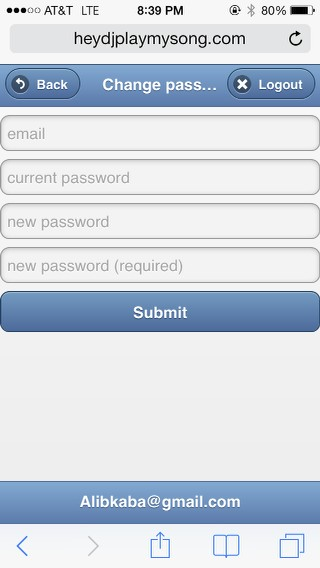 AT&T LTE 8:39 PM 80%
heydjplaymysong.com
Back Change pass... Logout
email
current password
new password
new password (required)
Submit
Alibkaba@gmail.com